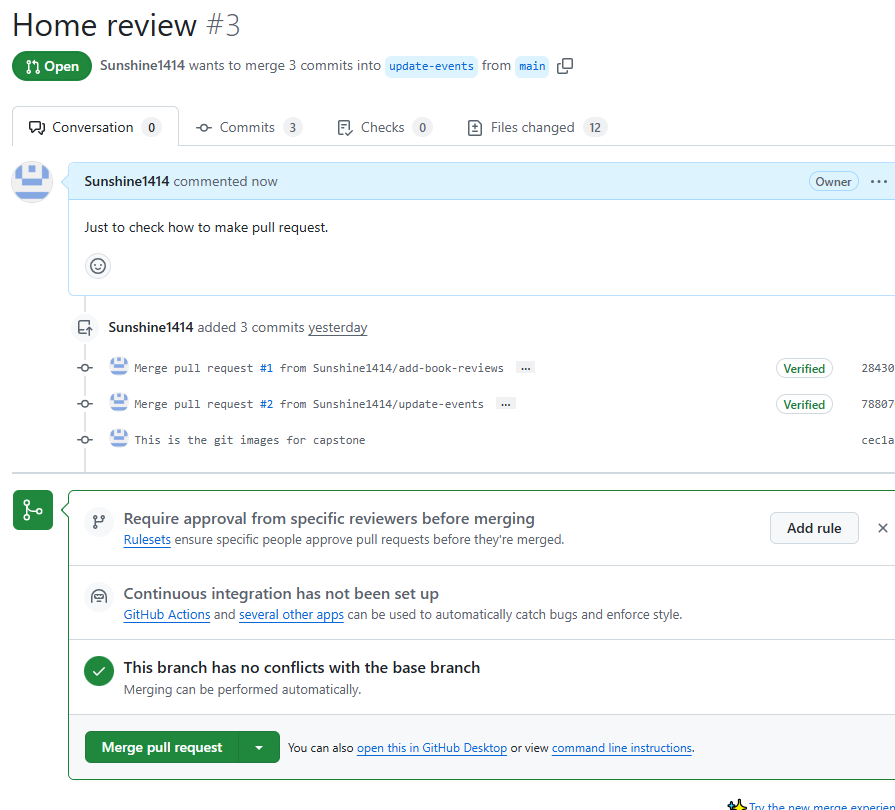 Home review #3
Open Sunshine1414 wants to merge 3 commits into update-events from main
Conversation 0 Commits 3 Checks 0 Files changed 12
Sunshine1414 commented now Owner ...
Just to check how to make pull request.
Sunshine1414 added 3 commits yesterday
Merge pull request #1 from Sunshine1414/add-book-reviews ... Verified 28430
Merge pull request #2 from Sunshine1414/update-events ... Verified 78807
This is the git images for capstone cec1a
Require approval from specific reviewers before merging
Rulesets ensure specific people approve pull requests before they're merged.
Add rule
Continuous integration has not been set up
GitHub Actions and several other apps can be used to automatically catch bugs and enforce style.
This branch has no conflicts with the base branch
Merging can be performed automatically.
Merge pull request You can also open this in GitHub Desktop or view command line instructions.
Try the new merge experien